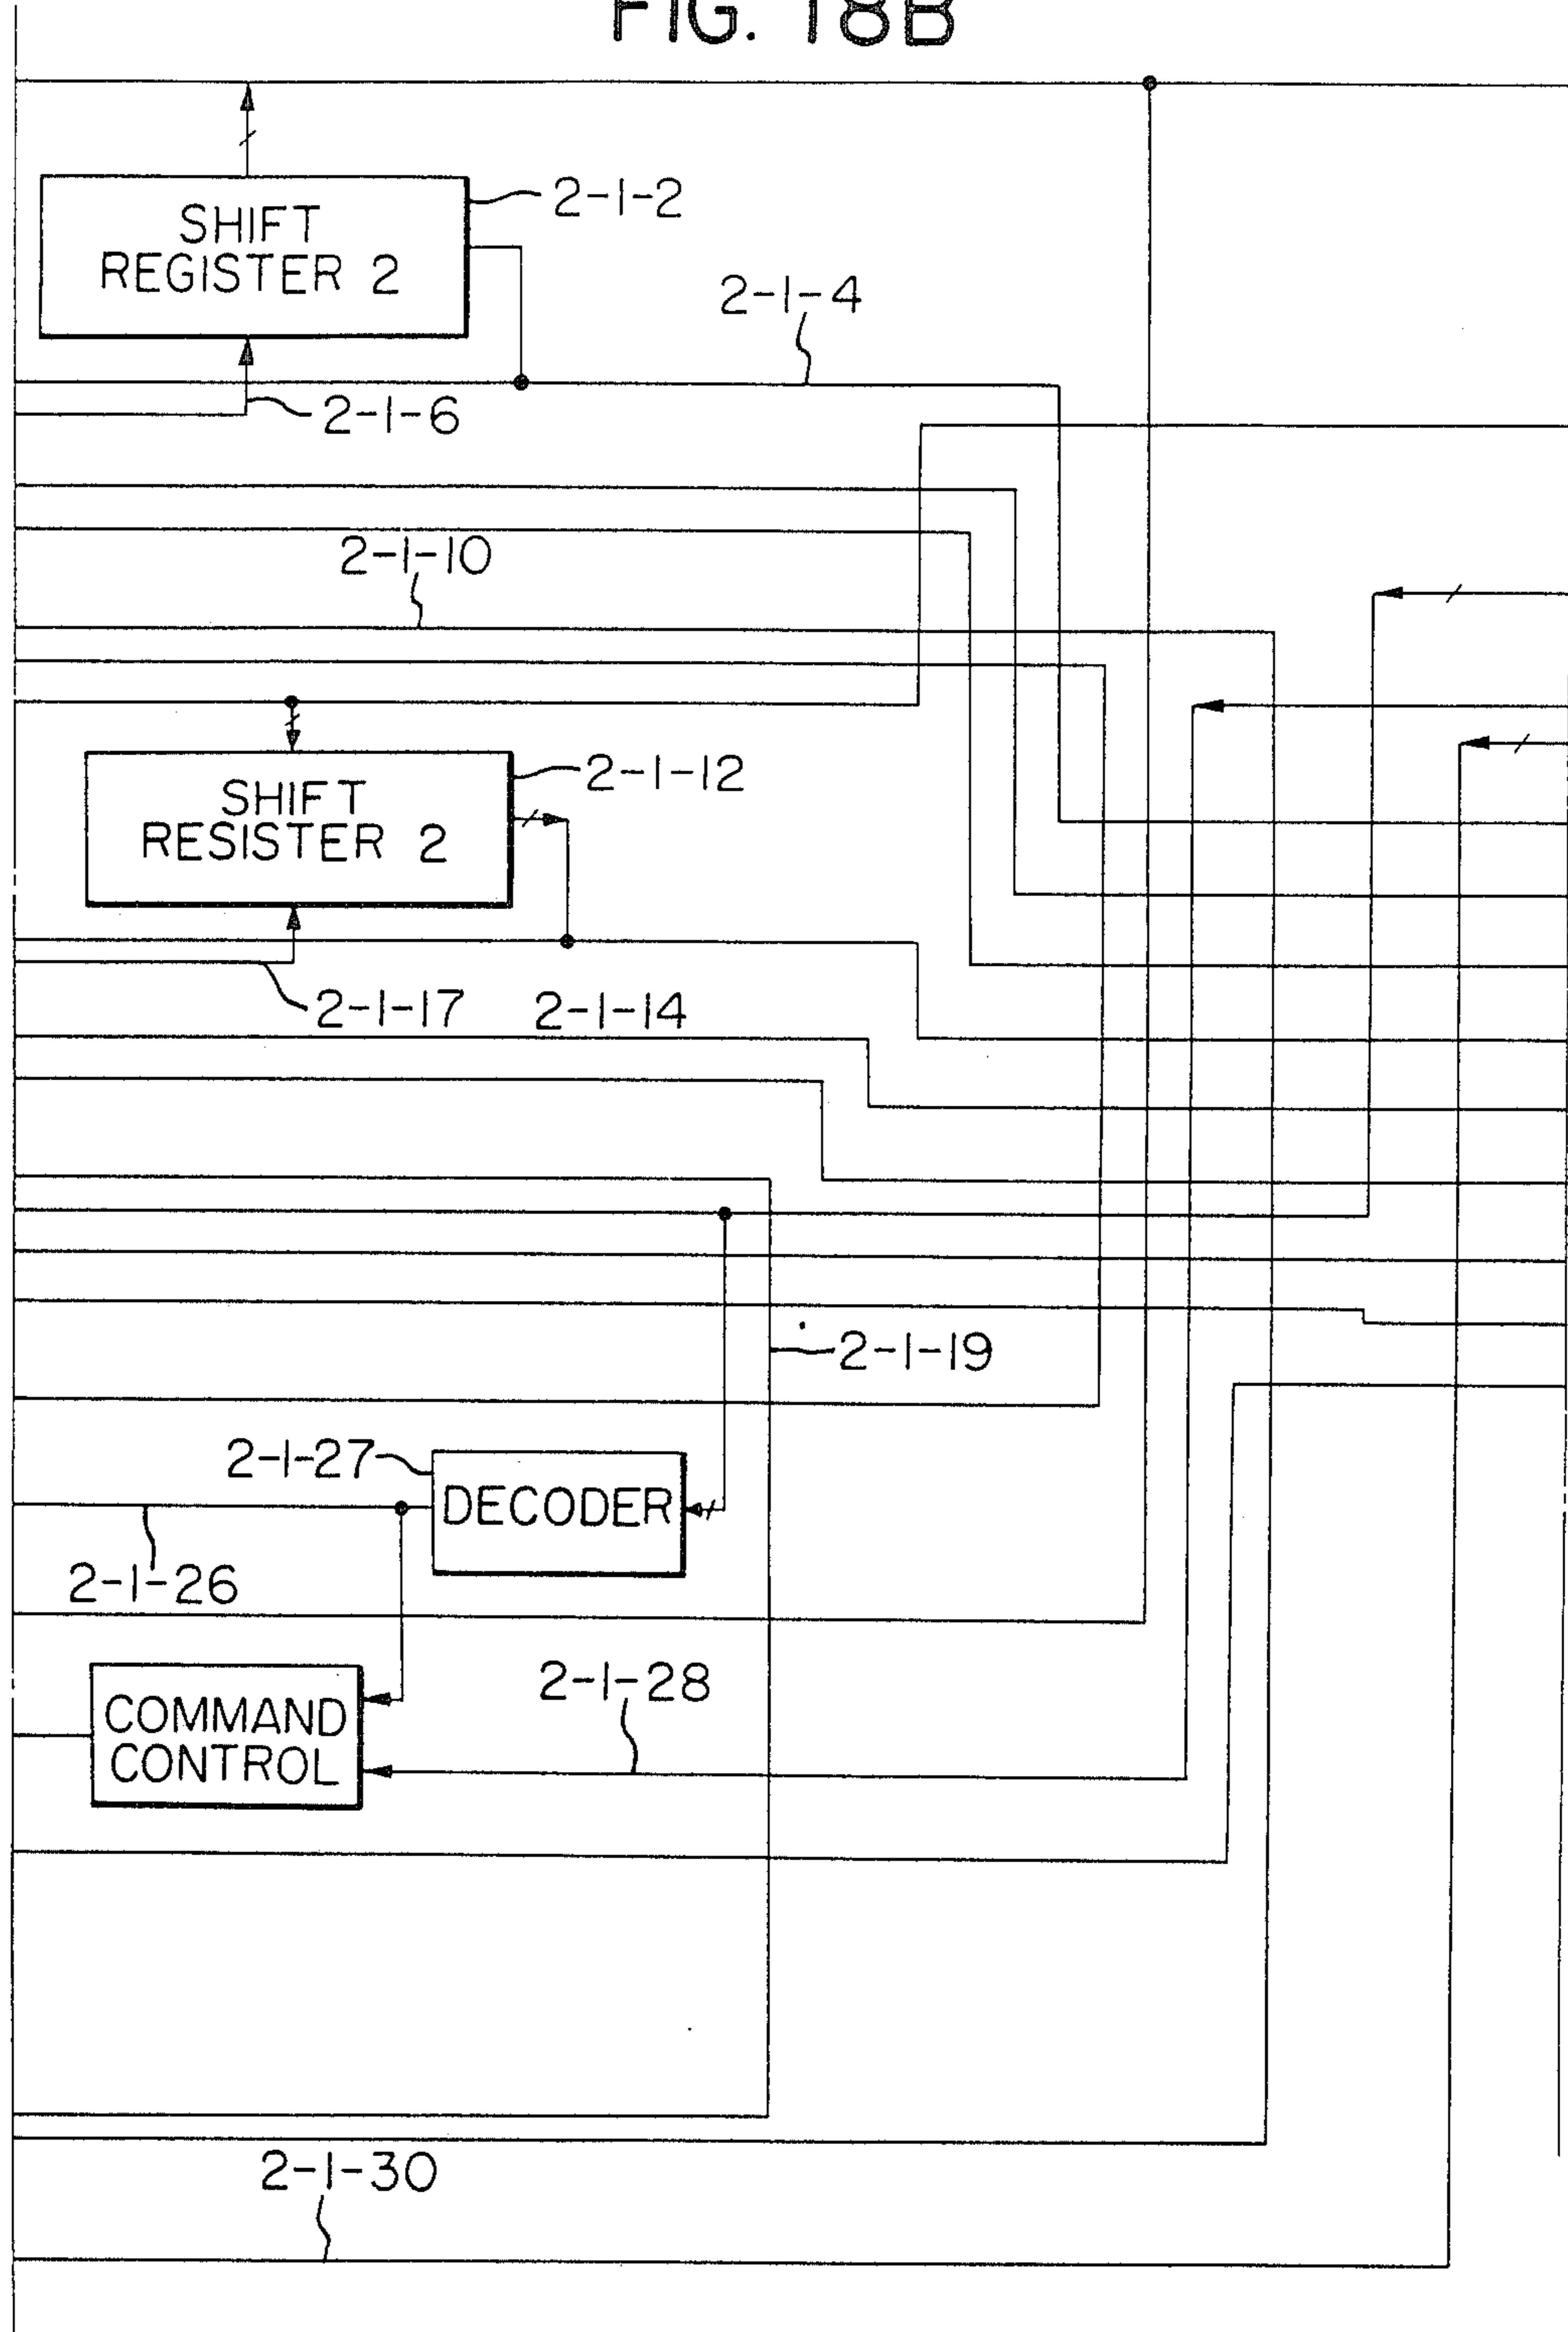 FIG. 18B
2-1-2
SHIFT
REGISTER 2
2-1-4
2-1-6
2-1-10
2-1-12
SHIFT
RESISTER 2
2-1-17
2-1-14
2-1-19
2-1-27
DECODER
2-1-26
2-1-28
COMMAND
CONTROL
2-1-30